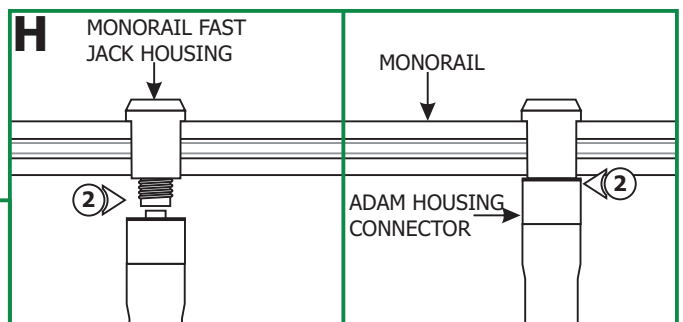 H
MONORAIL FAST
JACK HOUSING
2
MONORAIL
2
ADAM HOUSING
CONNECTOR